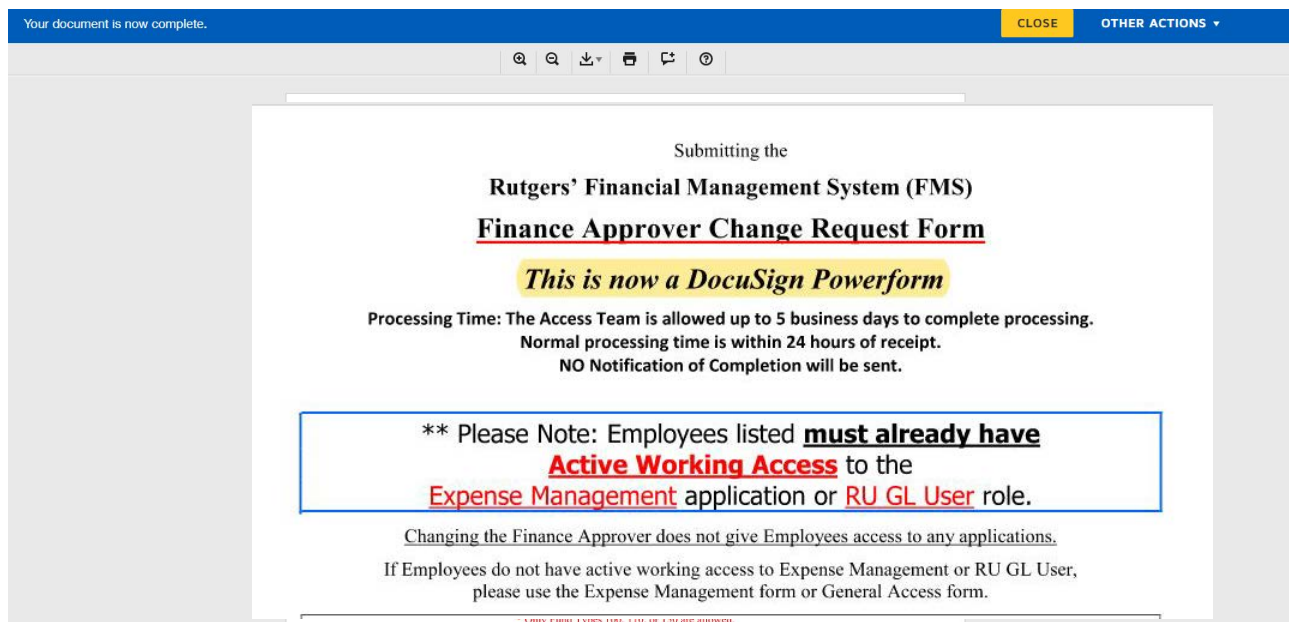 Your document is now complete.
CLOSE
OTHER ACTIONS
Submitting the
Rutgers’ Financial Management System (FMS)
Finance Approver Change Request Form
This is now a DocuSign Powerform
Processing Time: The Access Team is allowed up to 5 business days to complete processing.
Normal processing time is within 24 hours of receipt.
NO Notification of Completion will be sent.
** Please Note: Employees listed must already have
Active Working Access to the
Expense Management application or RU GL User role.
Changing the Finance Approver does not give Employees access to any applications.
If Employees do not have active working access to Expense Management or RU GL User,
please use the Expense Management form or General Access form.